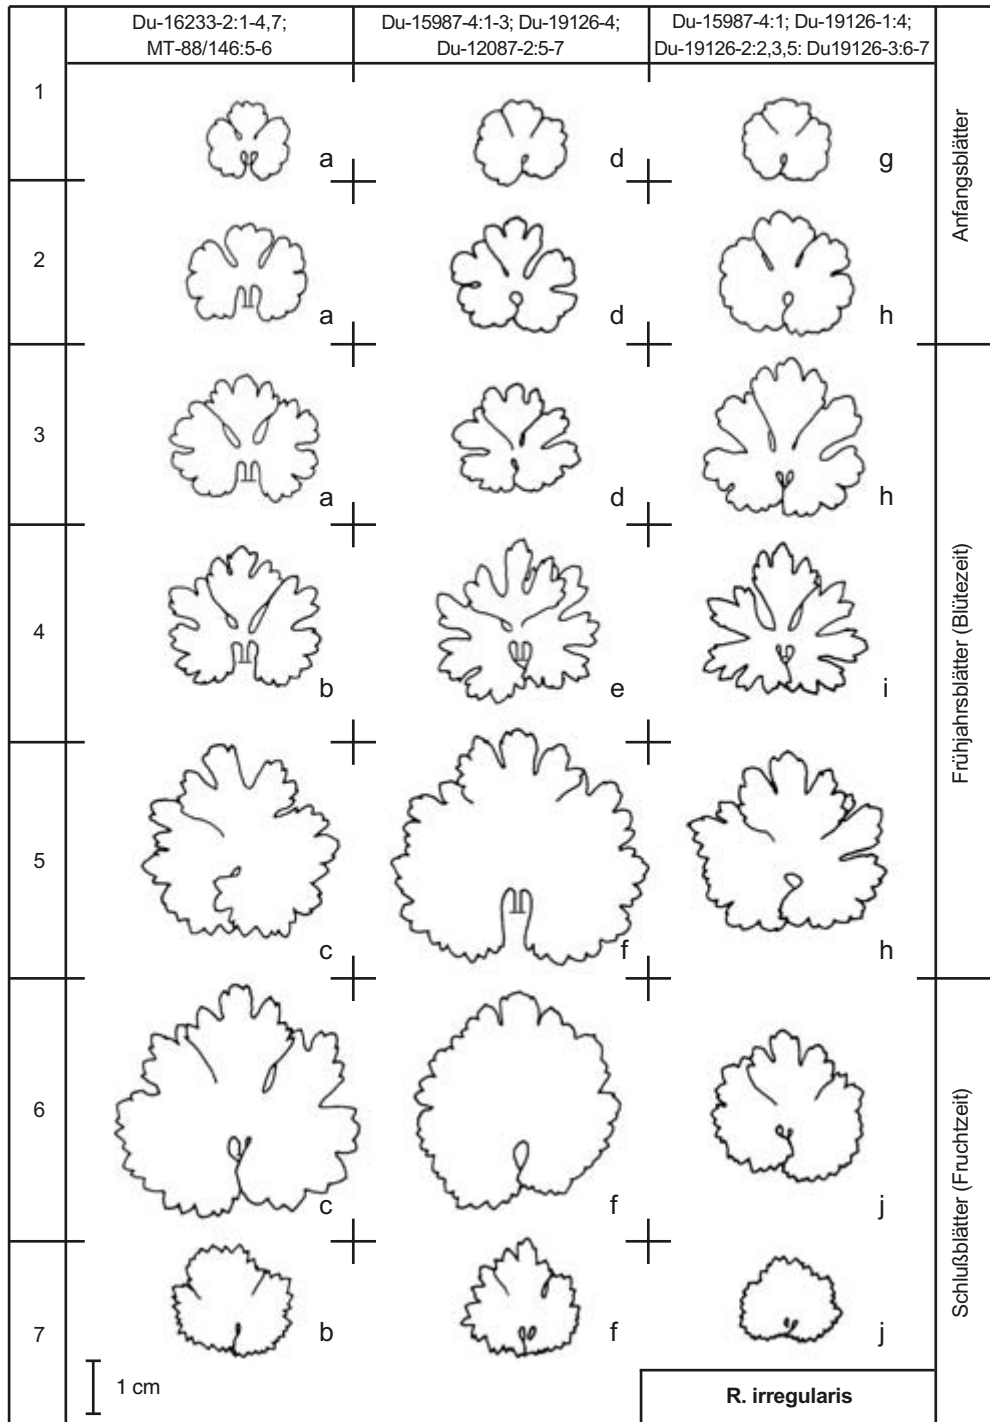 Du-16233-2:1-4,7;
MT-88/146:5-6
Du-15987-4:1-3; Du-19126-4;
Du-12087-2:5-7
Du-15987-4:1; Du-19126-1:4;
Du-19126-2:2,3,5: Du19126-3:6-7
1
a
d
g
Anfangsblätter
2
a
d
h
3
a
d
h
4
b
e
i
Frühjahrsblätter (Blütezeit)
5
c
f
h
6
c
f
j
Schlußblätter (Fruchtzeit)
7
b
f
j
1 cm
R. irregularis